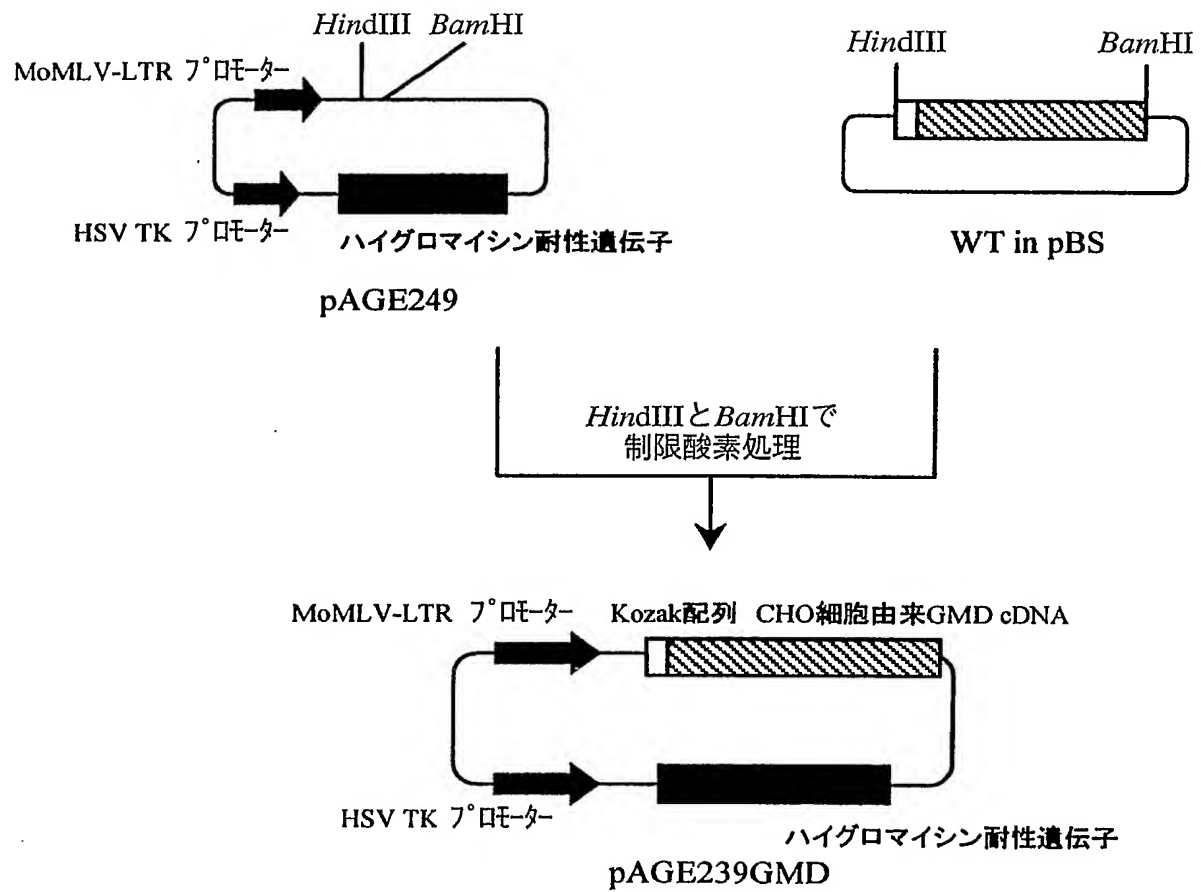 HindIII BamHI
MoMLV-LTR プロモーター
HSV TK プロモーター
ハイグロマイシン耐性遺伝子
pAGE249
HindIII BamHI
WT in pBS
HindIIIとBamHIで
制限酸素処理
MoMLV-LTR プロモーター Kozak配列 CHO細胞由来GMD cDNA
HSV TK プロモーター
ハイグロマイシン耐性遺伝子
pAGE239GMD